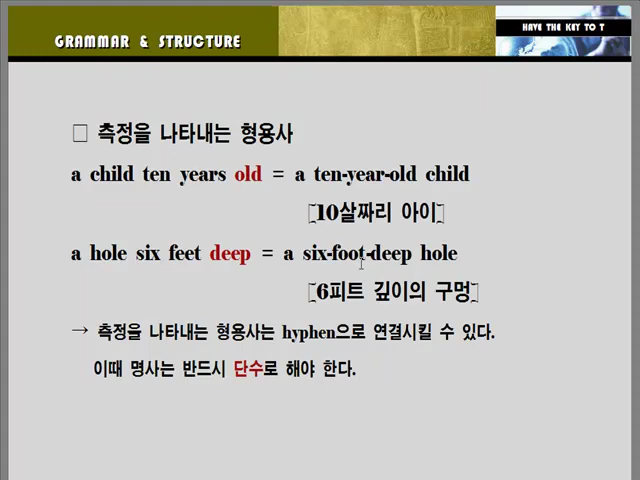 GRAMMAR & STRUCTURE
HAVE THE KEY TO T
□ 측정을 나타내는 형용사
a child ten years old = a ten-year-old child
[10살짜리 아이]
a hole six feet deep = a six-foot-deep hole
[6피트 깊이의 구멍]
→ 측정을 나타내는 형용사는 hyphen으로 연결시킬 수 있다.
이때 명사는 반드시 단수로 해야 한다.